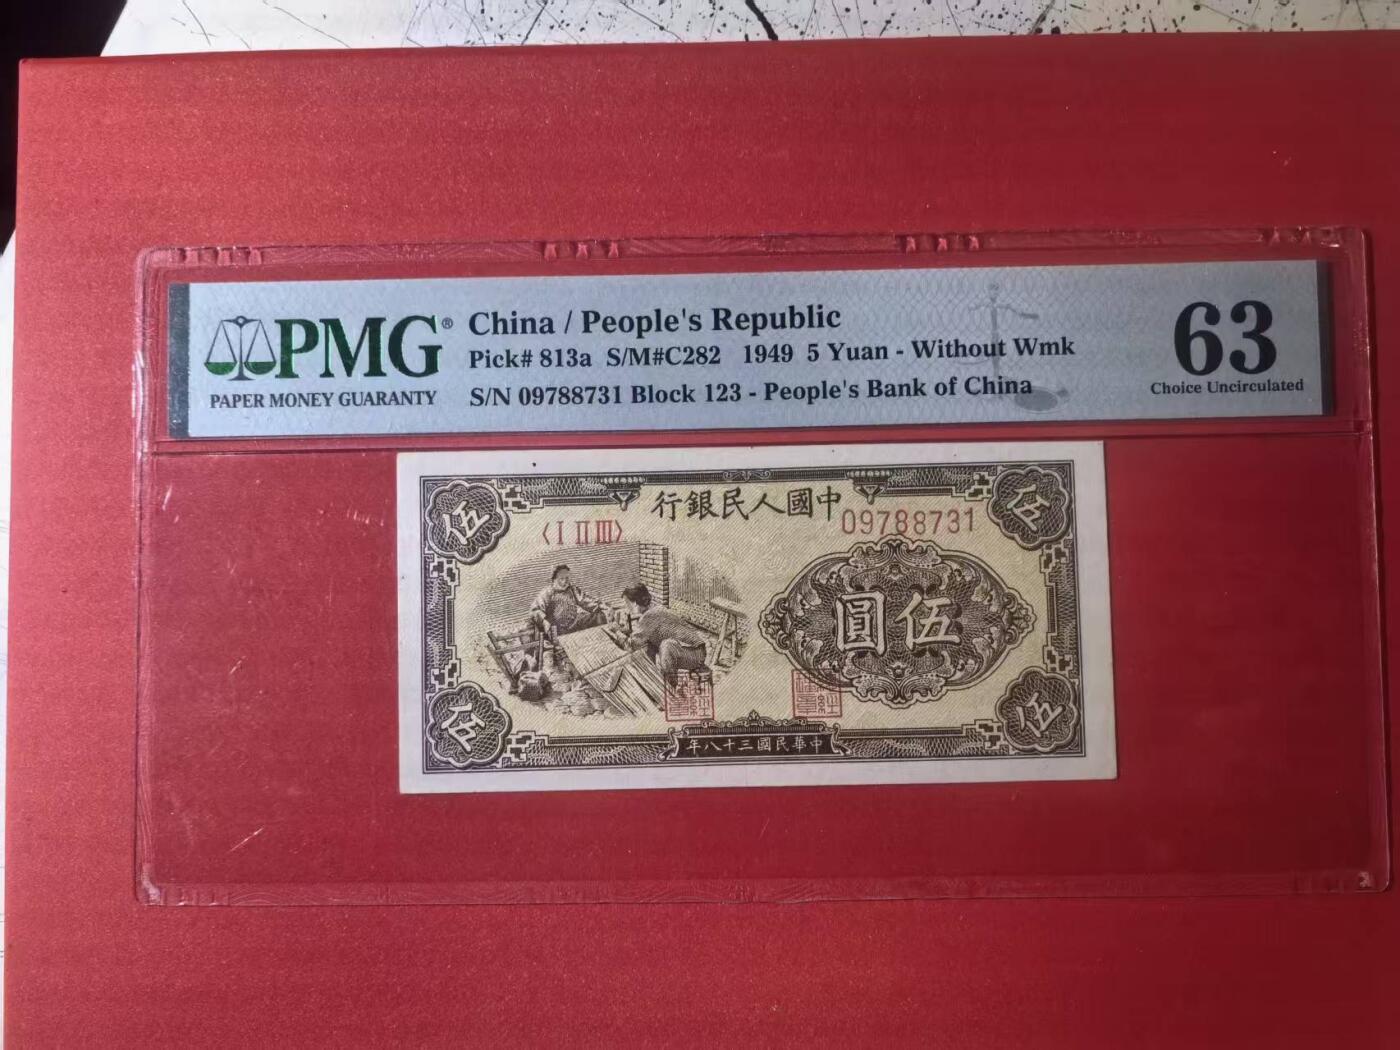 PMG®
PAPER MONEY GUARANTY
China / People's Republic
Pick# 813a S/M#C282 1949 5 Yuan - Without Wmk
S/N 09788731 Block 123 - People's Bank of China
63
Choice Uncirculated
行銀民人國中
〈I II III〉
09788731
伍
伍
圓伍
伍
伍
年八十三國民華中